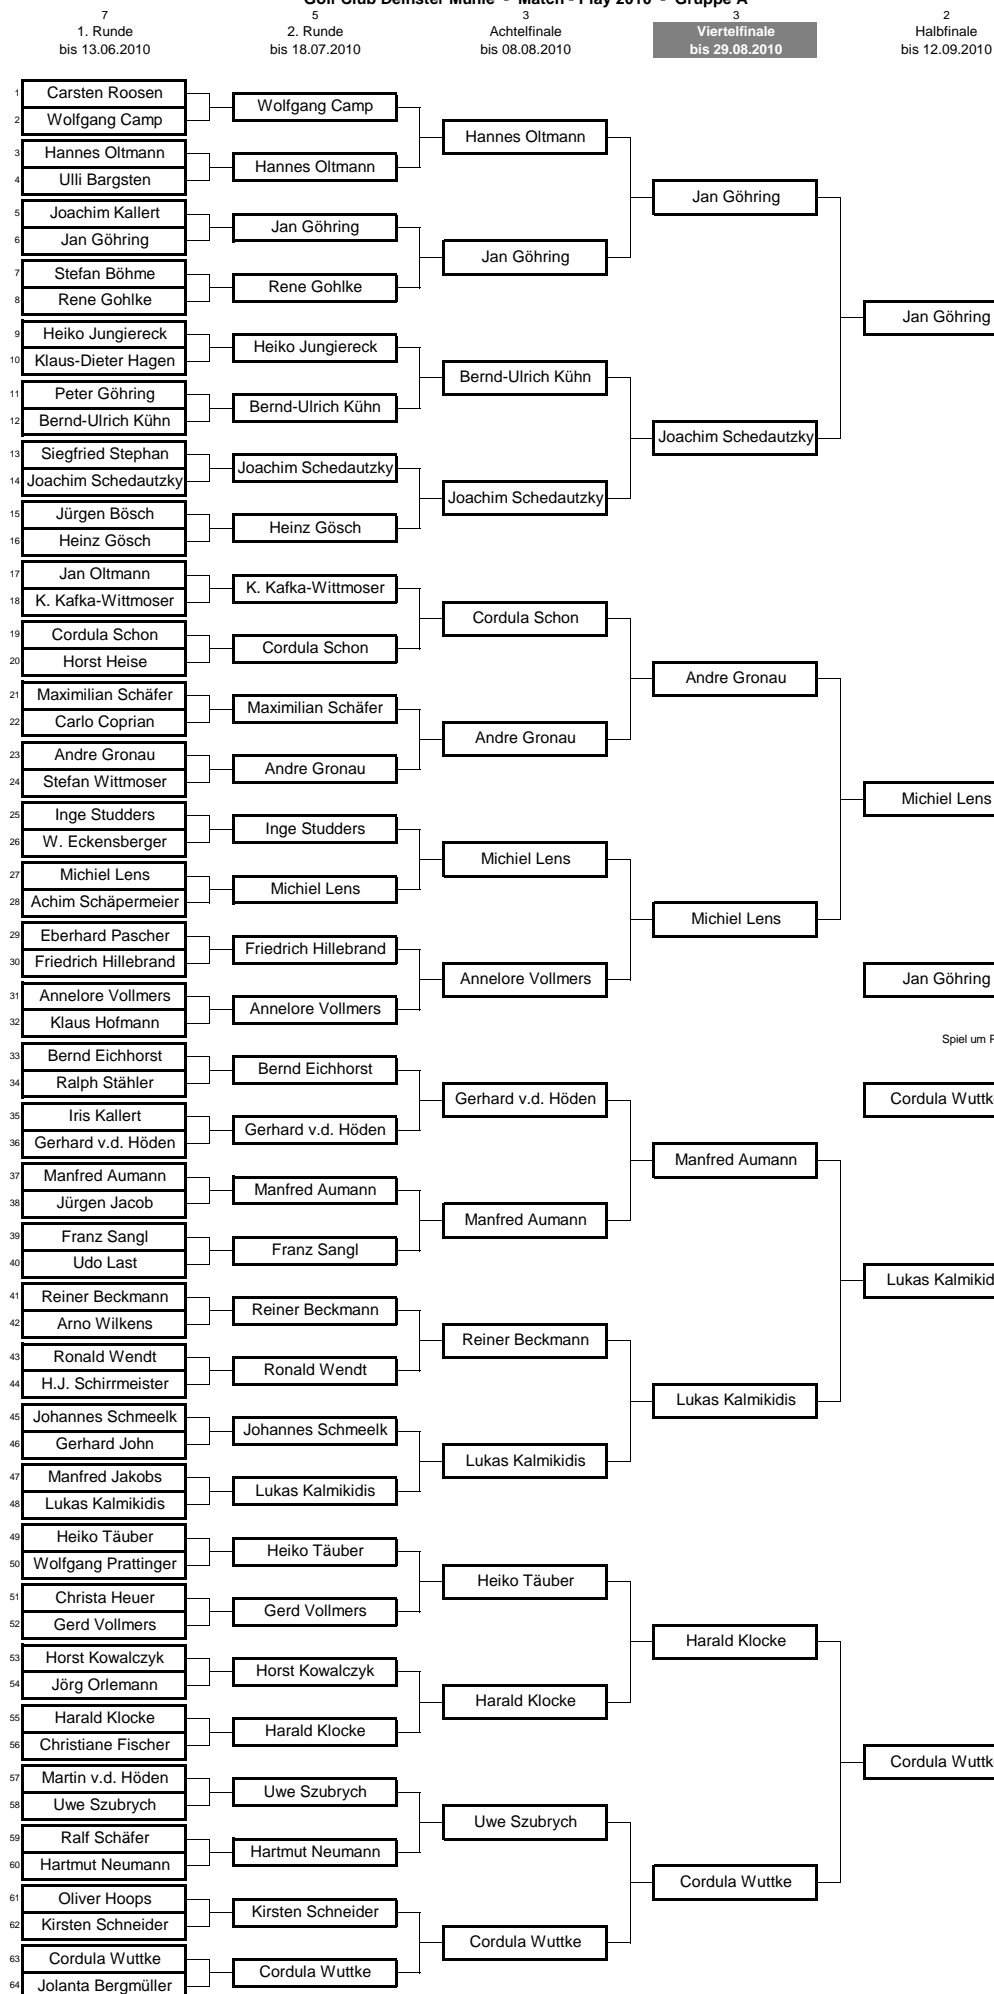 Golf Club Deinster Mühle - Match - Play 2010 - Gruppe A
7 5 3 3 2
1. Runde 2. Runde Achtelfinale Viertelfinale Halbfinale
bis 13.06.2010 bis 18.07.2010 bis 08.08.2010 bis 29.08.2010 bis 12.09.2010
1 Carsten Roosen
2 Wolfgang Camp
3 Hannes Oltmann
4 Ulli Bargsten
5 Joachim Kallert
6 Jan Göhring
7 Stefan Böhme
8 Rene Gohlke
9 Heiko Jungiereck
10 Klaus-Dieter Hagen
11 Peter Göhring
12 Bernd-Ulrich Kühn
13 Siegfried Stephan
14 Joachim Schedautzky
15 Jürgen Bösch
16 Heinz Gösch
17 Jan Oltmann
18 K. Kafka-Wittmoser
19 Cordula Schon
20 Horst Heise
21 Maximilian Schäfer
22 Carlo Coprian
23 Andre Gronau
24 Stefan Wittmoser
25 Inge Studders
26 W. Eckensberger
27 Michiel Lens
28 Achim Schäpermeier
29 Eberhard Pascher
30 Friedrich Hillebrand
31 Annelore Vollmers
32 Klaus Hofmann
33 Bernd Eichhorst
34 Ralph Stähler
35 Iris Kallert
36 Gerhard v.d. Höden
37 Manfred Aumann
38 Jürgen Jacob
39 Franz Sangl
40 Udo Last
41 Reiner Beckmann
42 Arno Wilkens
43 Ronald Wendt
44 H.J. Schirrmeister
45 Johannes Schmeelk
46 Gerhard John
47 Manfred Jakobs
48 Lukas Kalmikidis
49 Heiko Täuber
50 Wolfgang Prattinger
51 Christa Heuer
52 Gerd Vollmers
53 Horst Kowalczyk
54 Jörg Orlemann
55 Harald Klocke
56 Christiane Fischer
57 Martin v.d. Höden
58 Uwe Szubrych
59 Ralf Schäfer
60 Hartmut Neumann
61 Oliver Hoops
62 Kirsten Schneider
63 Cordula Wuttke
64 Jolanta Bergmüller
Wolfgang Camp
Hannes Oltmann
Jan Göhring
Rene Gohlke
Heiko Jungiereck
Bernd-Ulrich Kühn
Joachim Schedautzky
Heinz Gösch
K. Kafka-Wittmoser
Cordula Schon
Maximilian Schäfer
Andre Gronau
Inge Studders
Michiel Lens
Friedrich Hillebrand
Annelore Vollmers
Bernd Eichhorst
Gerhard v.d. Höden
Manfred Aumann
Franz Sangl
Reiner Beckmann
Ronald Wendt
Johannes Schmeelk
Lukas Kalmikidis
Heiko Täuber
Gerd Vollmers
Horst Kowalczyk
Harald Klocke
Uwe Szubrych
Hartmut Neumann
Kirsten Schneider
Cordula Wuttke
Hannes Oltmann
Jan Göhring
Bernd-Ulrich Kühn
Joachim Schedautzky
Cordula Schon
Andre Gronau
Michiel Lens
Annelore Vollmers
Gerhard v.d. Höden
Manfred Aumann
Reiner Beckmann
Lukas Kalmikidis
Heiko Täuber
Harald Klocke
Uwe Szubrych
Cordula Wuttke
Jan Göhring
Joachim Schedautzky
Andre Gronau
Michiel Lens
Manfred Aumann
Lukas Kalmikidis
Harald Klocke
Cordula Wuttke
Jan Göhring
Michiel Lens
Jan Göhring
Spiel um P
Cordula Wuttk
Lukas Kalmikid
Cordula Wuttk